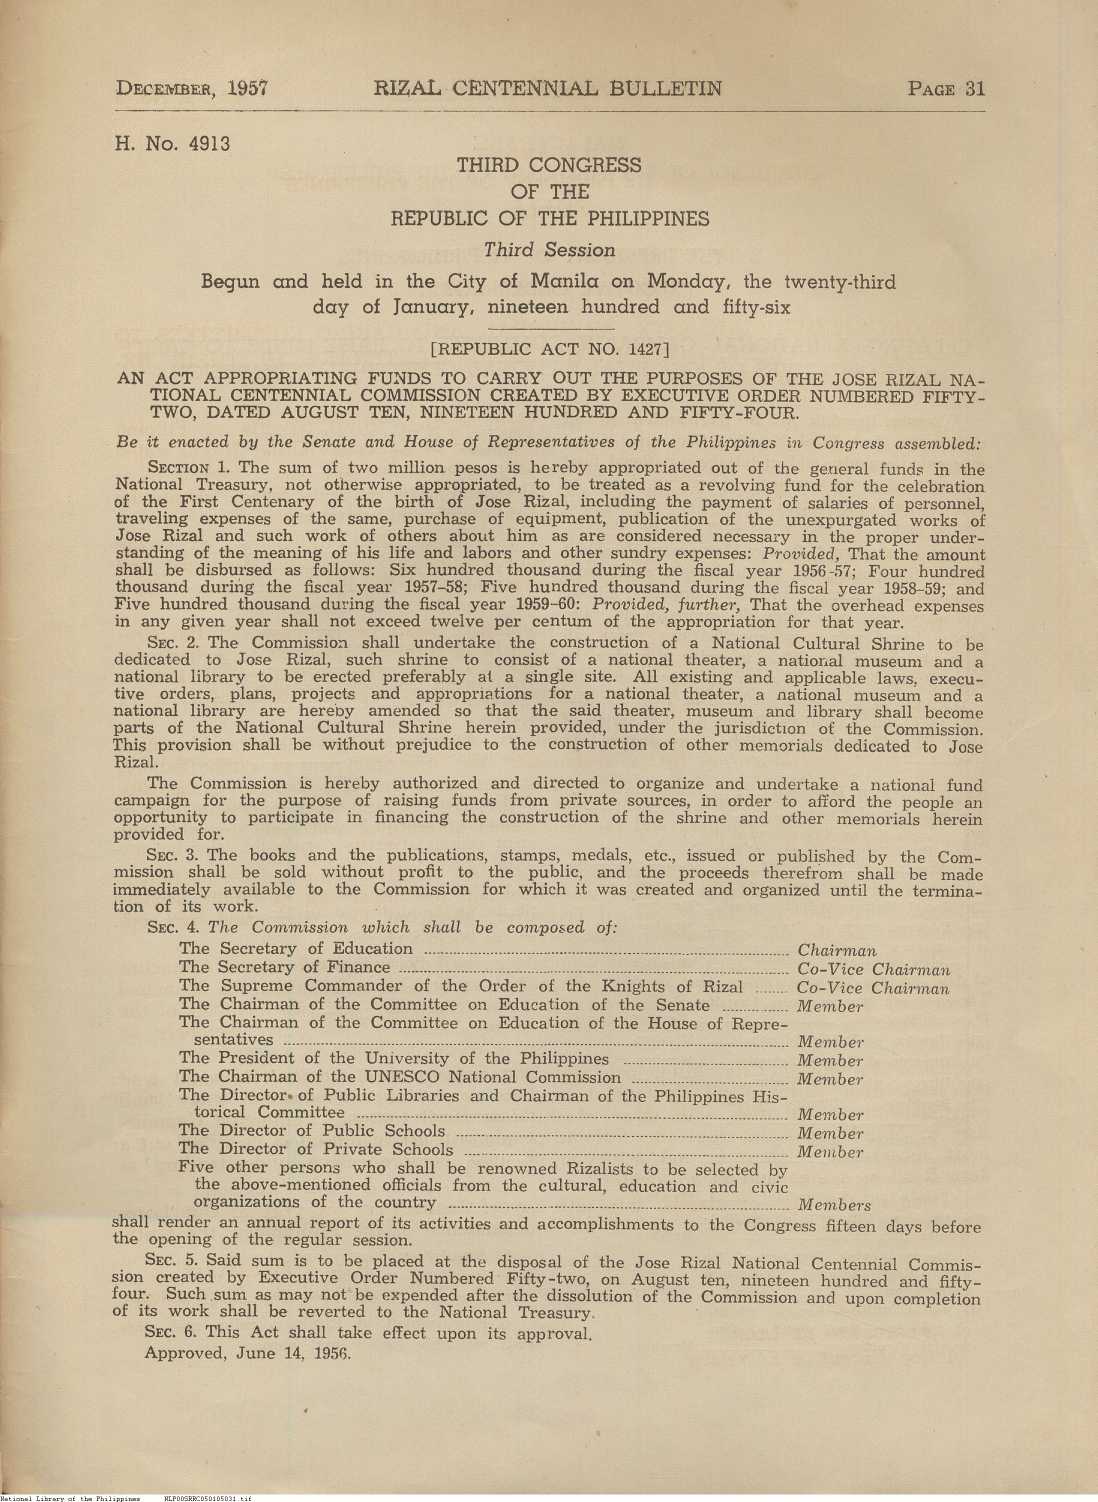 DECEMBER, 1957 RIZAL CENTENNIAL BULLETIN PAGE 31
H. No. 4913
THIRD CONGRESS
OF THE
REPUBLIC OF THE PHILIPPINES
Third Session
Begun and held in the City of Manila on Monday, the twenty-third
day of January, nineteen hundred and fifty-six
[REPUBLIC ACT NO. 1427]
AN ACT APPROPRIATING FUNDS TO CARRY OUT THE PURPOSES OF THE JOSE RIZAL NA-
TIONAL CENTENNIAL COMMISSION CREATED BY EXECUTIVE ORDER NUMBERED FIFTY-
TWO, DATED AUGUST TEN, NINETEEN HUNDRED AND FIFTY-FOUR.
Be it enacted by the Senate and House of Representatives of the Philippines in Congress assembled:
SECTION 1. The sum of two million pesos is hereby appropriated out of the general funds in the
National Treasury, not otherwise appropriated, to be treated as a revolving fund for the celebration
of the First Centenary of the birth of Jose Rizal, including the payment of salaries of personnel,
traveling expenses of the same, purchase of equipment, publication of the unexpurgated works of
Jose Rizal and such work of others about him as are considered necessary in the proper under-
standing of the meaning of his life and labors and other sundry expenses: Provided, That the amount
shall be disbursed as follows: Six hundred thousand during the fiscal year 1956-57; Four hundred
thousand during the fiscal year 1957-58; Five hundred thousand during the fiscal year 1958-59; and
Five hundred thousand during the fiscal year 1959-60: Provided, further, That the overhead expenses
in any given year shall not exceed twelve per centum of the appropriation for that year.
SEC. 2. The Commission shall undertake the construction of a National Cultural Shrine to be
dedicated to Jose Rizal, such shrine to consist of a national theater, a national museum and a
national library to be erected preferably at a single site. All existing and applicable laws, execu-
tive orders, plans, projects and appropriations for a national theater, a national museum and a
national library are hereby amended so that the said theater, museum and library shall become
parts of the National Cultural Shrine herein provided, under the jurisdiction of the Commission.
This provision shall be without prejudice to the construction of other memorials dedicated to Jose
Rizal.
The Commission is hereby authorized and directed to organize and undertake a national fund
campaign for the purpose of raising funds from private sources, in order to afford the people an
opportunity to participate in financing the construction of the shrine and other memorials herein
provided for.
SEC. 3. The books and the publications, stamps, medals, etc., issued or published by the Com-
mission shall be sold without profit to the public, and the proceeds therefrom shall be made
immediately available to the Commission for which it was created and organized until the termina-
tion of its work.
SEC. 4. The Commission which shall be composed of:
The Secretary of Education ........ Chairman
The Secretary of Finance ........ Co-Vice Chairman
The Supreme Commander of the Order of the Knights of Rizal ........ Co-Vice Chairman
The Chairman of the Committee on Education of the Senate ........ Member
The Chairman of the Committee on Education of the House of Repre-
sentatives ........ Member
The President of the University of the Philippines ........ Member
The Chairman of the UNESCO National Commission ........ Member
The Director of Public Libraries and Chairman of the Philippines His-
torical Committee ........ Member
The Director of Public Schools ........ Member
The Director of Private Schools ........ Member
Five other persons who shall be renowned Rizalists to be selected by
the above-mentioned officials from the cultural, education and civic
organizations of the country ........ Members
shall render an annual report of its activities and accomplishments to the Congress fifteen days before
the opening of the regular session.
SEC. 5. Said sum is to be placed at the disposal of the Jose Rizal National Centennial Commis-
sion created by Executive Order Numbered Fifty-two, on August ten, nineteen hundred and fifty-
four. Such sum as may not be expended after the dissolution of the Commission and upon completion
of its work shall be reverted to the National Treasury.
SEC. 6. This Act shall take effect upon its approval.
Approved, June 14, 1956.
National Library of the Philippines NLP00SRRC050105031.tif